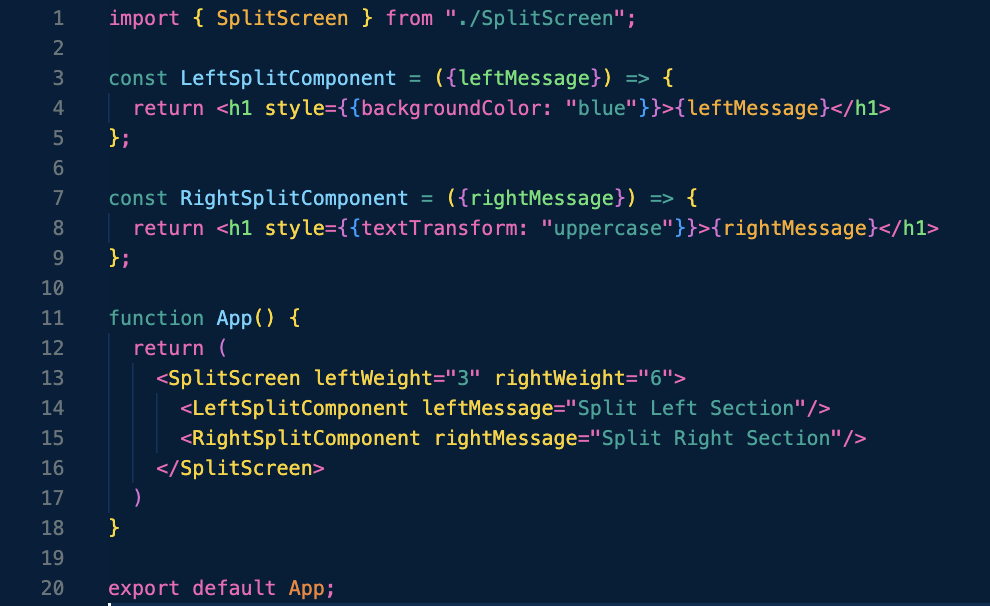 1 import { SplitScreen } from "./SplitScreen";
2
3 const LeftSplitComponent = ({leftMessage}) => {
4   return <h1 style={{backgroundColor: "blue"}}>{leftMessage}</h1>
5 };
6
7 const RightSplitComponent = ({rightMessage}) => {
8   return <h1 style={{textTransform: "uppercase"}}>{rightMessage}</h1>
9 };
10
11 function App() {
12   return (
13     <SplitScreen leftWeight="3" rightWeight="6">
14       <LeftSplitComponent leftMessage="Split Left Section"/>
15       <RightSplitComponent rightMessage="Split Right Section"/>
16     </SplitScreen>
17   )
18 }
19
20 export default App;